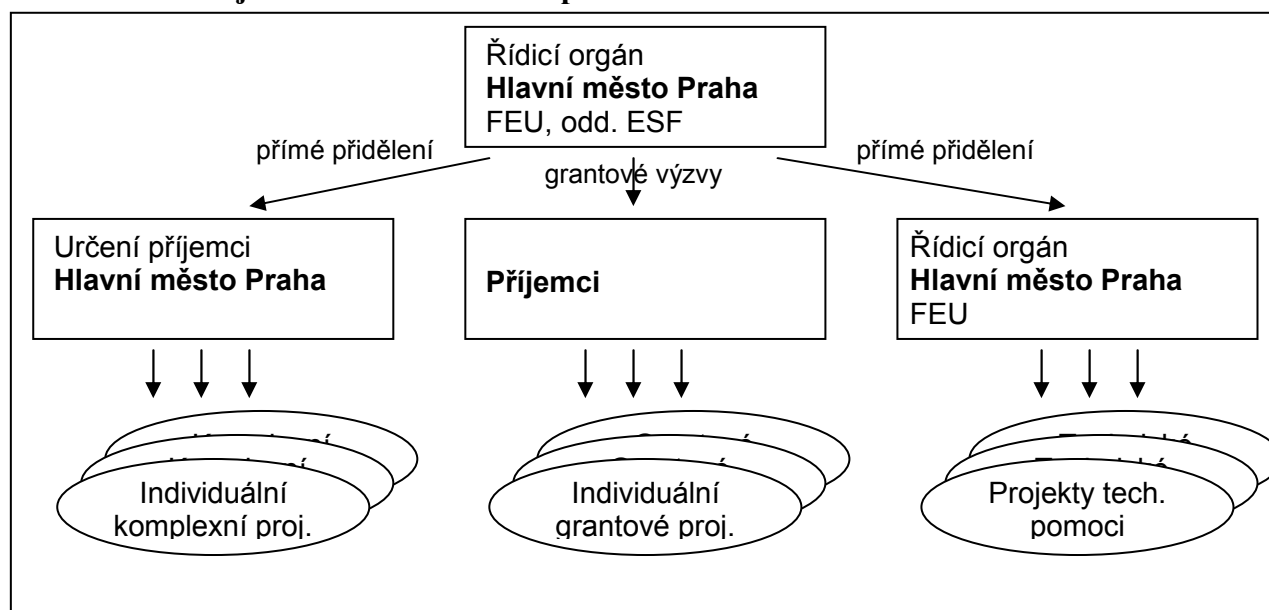 Řídicí orgán
Hlavní město Praha
FEU, odd. ESF
přímé přidělení
grantové výzvy
přímé přidělení
Určení příjemci
Hlavní město Praha
Příjemci
Řídicí orgán
Hlavní město Praha
FEU
Individuální
komplexní proj.
Individuální
grantové proj.
Projekty tech.
pomoci